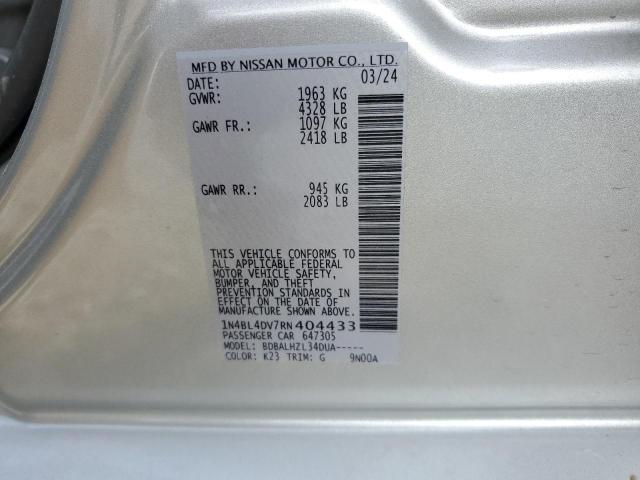 MFD BY NISSAN MOTOR CO., LTD.
DATE: 03/24
GVWR: 1963 KG
4328 LB
GAWR FR.: 1097 KG
2418 LB
GAWR RR.: 945 KG
2083 LB
THIS VEHICLE CONFORMS TO
ALL APPLICABLE FEDERAL
MOTOR VEHICLE SAFETY,
BUMPER, AND THEFT
PREVENTION STANDARDS IN
EFFECT ON THE DATE OF
MANUFACTURE SHOWN ABOVE.
1N4BL4DV7RN404433
PASSENGER CAR 647305
MODEL: BDBALHZL34DUA-----
COLOR: K23 TRIM: G 9N00A